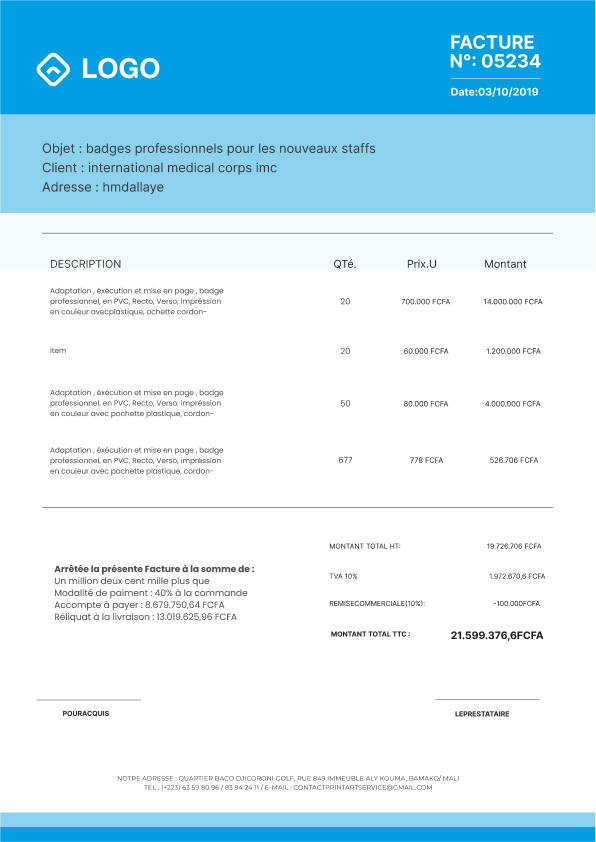 LOGO
FACTURE
N°: 05234
Date:03/10/2019
Objet : badges professionnels pour les nouveaux staffs
Client : international medical corps imc
Adresse : hmdallaye
DESCRIPTION QTé. Prix.U Montant
Adaptation , éxécution et mise en page , badge
professionnel, en PVC, Recto, Verso, impréssion 20 700.000 FCFA 14.000.000 FCFA
en couleur avecplastique, ochette cordon-
item 20 60.000 FCFA 1.200.000 FCFA
Adaptation , éxécution et mise en page , badge
professionnel, en PVC, Recto, Verso, impréssion 50 80.000 FCFA 4.000.000 FCFA
en couleur avec pochette plastique, cordon-
Adaptation , éxécution et mise en page , badge
professionnel, en PVC, Recto, Verso, impréssion 677 778 FCFA 526.706 FCFA
en couleur avec pochette plastique, cordon-
MONTANT TOTAL HT: 19.726.706 FCFA
TVA 10% 1.972.670,6 FCFA
REMISECOMMERCIALE(10%): -100.000FCFA
MONTANT TOTAL TTC : 21.599.376,6FCFA
Arrêtée la présente Facture à la somme de :
Un million deux cent mille plus que
Modalité de paiment : 40% à la commande
Accompte à payer : 8.679.750,64 FCFA
Réliquat à la livraison : 13.019.625,96 FCFA
POURACQUIS LEPRESTATAIRE
NOTRE ADRESSE : QUARTIER BACO DJICORONI GOLF, RUE 849 IMMEUBLE ALY KOUMA, BAMAKO/ MALI
TEL : (+223) 63 59 80 96 / 83 94 24 11 / E-MAIL : CONTACTPRINTARTSERVICE@GMAIL.COM